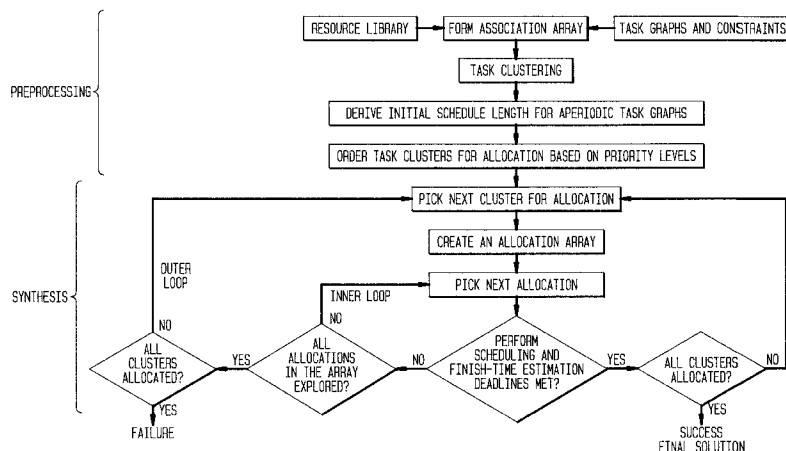 RESOURCE LIBRARY
FORM ASSOCIATION ARRAY
TASK GRAPHS AND CONSTRAINTS
TASK CLUSTERING
PREPROCESSING
DERIVE INITIAL SCHEDULE LENGTH FOR APERIODIC TASK GRAPHS
ORDER TASK CLUSTERS FOR ALLOCATION BASED ON PRIORITY LEVELS
PICK NEXT CLUSTER FOR ALLOCATION
CREATE AN ALLOCATION ARRAY
OUTER
LOOP
PICK NEXT ALLOCATION
INNER LOOP
SYNTHESIS
NO
ALL
CLUSTERS
ALLOCATED?
YES
NO
ALL
ALLOCATIONS
IN THE ARRAY
EXPLORED?
NO
PERFORM
SCHEDULING AND
FINISH-TIME ESTIMATION
DEADLINES MET?
YES
ALL CLUSTERS
ALLOCATED?
NO
YES
FAILURE
YES
SUCCESS
FINAL SOLUTION